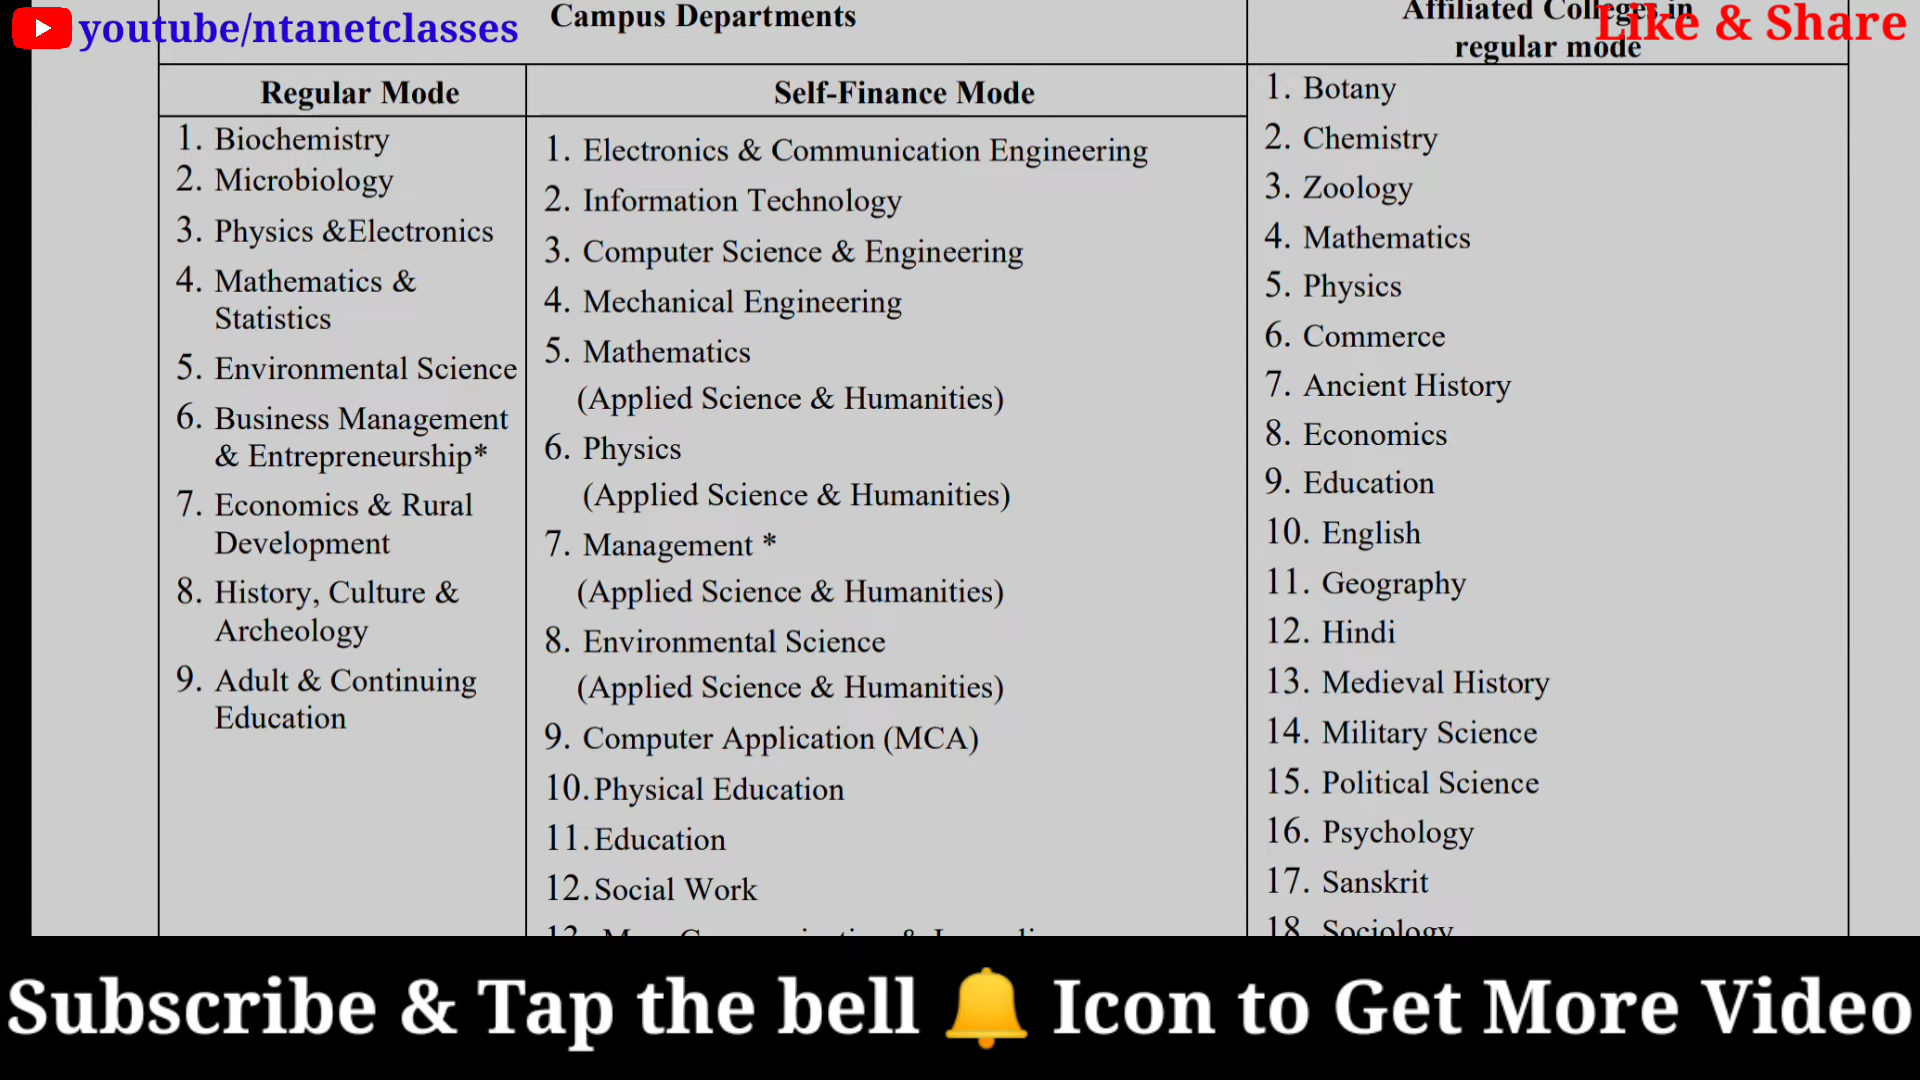 youtube/ntanetclasses
Campus Departments
Affiliated Colleges in
regular mode
Like & Share
Regular Mode
1. Biochemistry
2. Microbiology
3. Physics &Electronics
4. Mathematics &
Statistics
5. Environmental Science
6. Business Management
& Entrepreneurship*
7. Economics & Rural
Development
8. History, Culture &
Archeology
9. Adult & Continuing
Education
Self-Finance Mode
1. Electronics & Communication Engineering
2. Information Technology
3. Computer Science & Engineering
4. Mechanical Engineering
5. Mathematics
(Applied Science & Humanities)
6. Physics
(Applied Science & Humanities)
7. Management *
(Applied Science & Humanities)
8. Environmental Science
(Applied Science & Humanities)
9. Computer Application (MCA)
10. Physical Education
11. Education
12. Social Work
1. Botany
2. Chemistry
3. Zoology
4. Mathematics
5. Physics
6. Commerce
7. Ancient History
8. Economics
9. Education
10. English
11. Geography
12. Hindi
13. Medieval History
14. Military Science
15. Political Science
16. Psychology
17. Sanskrit
18. Sociology
Subscribe & Tap the bell 🔔 Icon to Get More Video